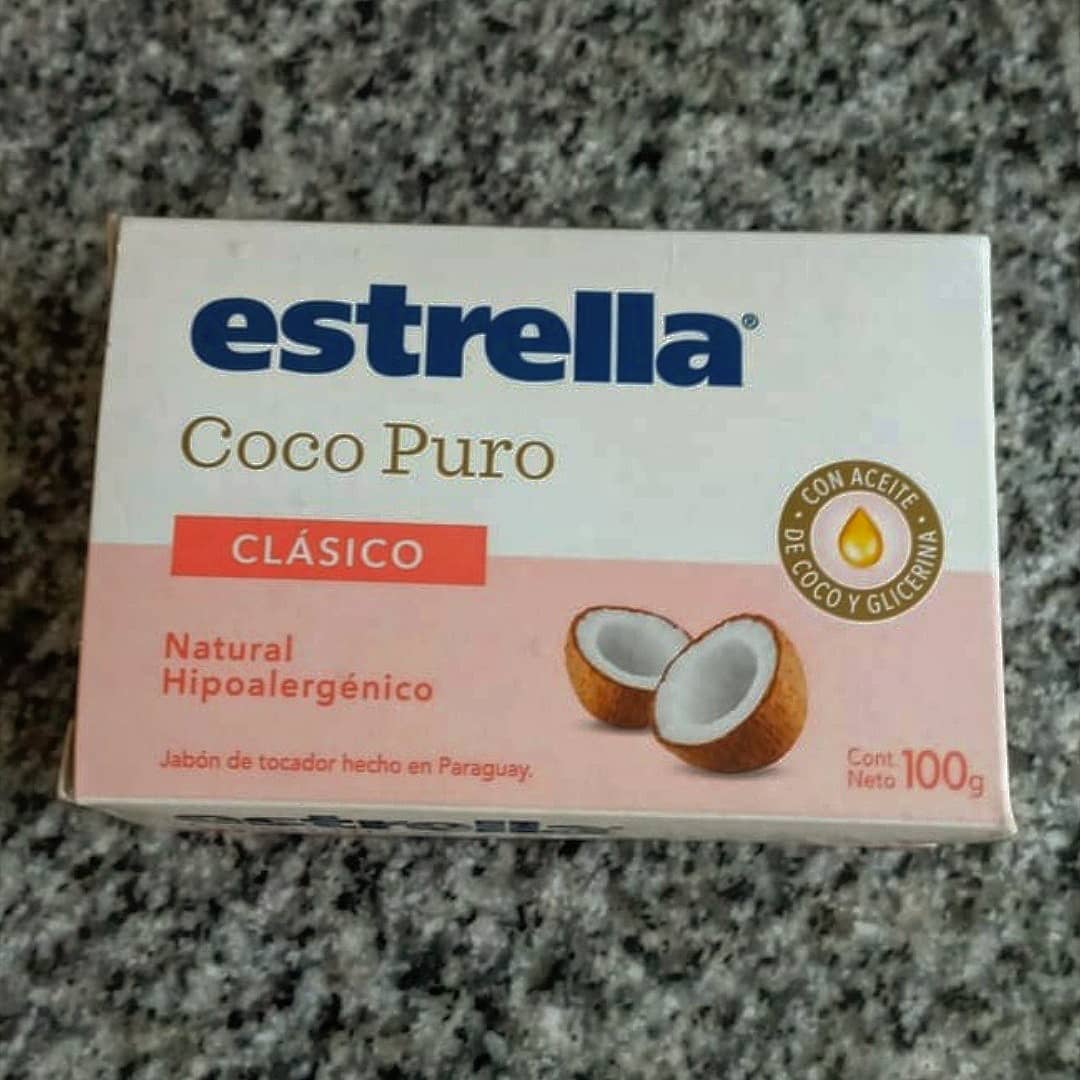 estrella®
Coco Puro
CLÁSICO
• CON ACEITE •
DE COCO Y GLICERINA
Natural
Hipoalergénico
Jabón de tocador hecho en Paraguay.
Cont.
Neto 100g
estrella